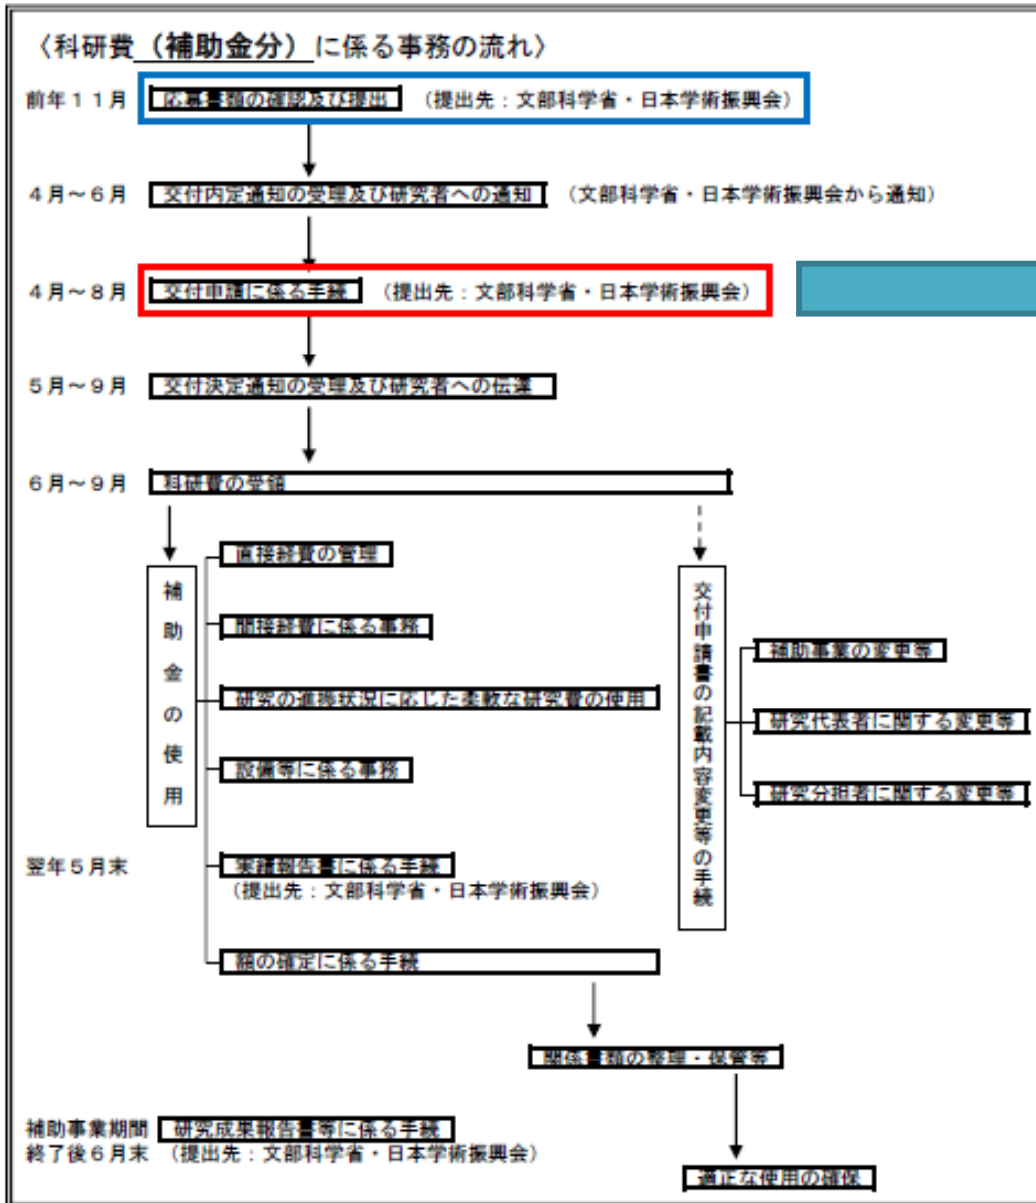 〈科研費（補助金分）に係る事務の流れ〉
前年１１月 応募書類の確認及び提出 （提出先：文部科学省・日本学術振興会）
４月～６月 交付内定通知の受理及び研究者への通知 （文部科学省・日本学術振興会から通知）
４月～８月 交付申請に係る手続 （提出先：文部科学省・日本学術振興会）
５月～９月 交付決定通知の受理及び研究者への伝達
６月～９月 科研費の受領
補助金の使用
直接経費の管理
間接経費に係る事務
研究の進捗状況に応じた柔軟な研究費の使用
設備等に係る事務
翌年５月末 実績報告書に係る手続
（提出先：文部科学省・日本学術振興会）
額の確定に係る手続
交付申請書の記載内容変更等の手続
補助事業の変更等
研究代表者に関する変更等
研究分担者に関する変更等
関係書類の整理・保管等
補助事業期間 研究成果報告書等に係る手続
終了後６月末 （提出先：文部科学省・日本学術振興会）
適正な使用の確保